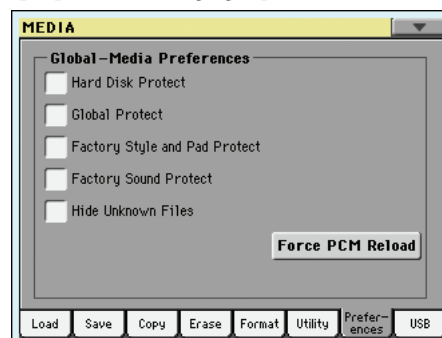 MEDIA
Global-Media Preferences
Hard Disk Protect
Global Protect
Factory Style and Pad Protect
Factory Sound Protect
Hide Unknown Files
Force PCM Reload
Load Save Copy Erase Format Utility Prefer-
ences USB